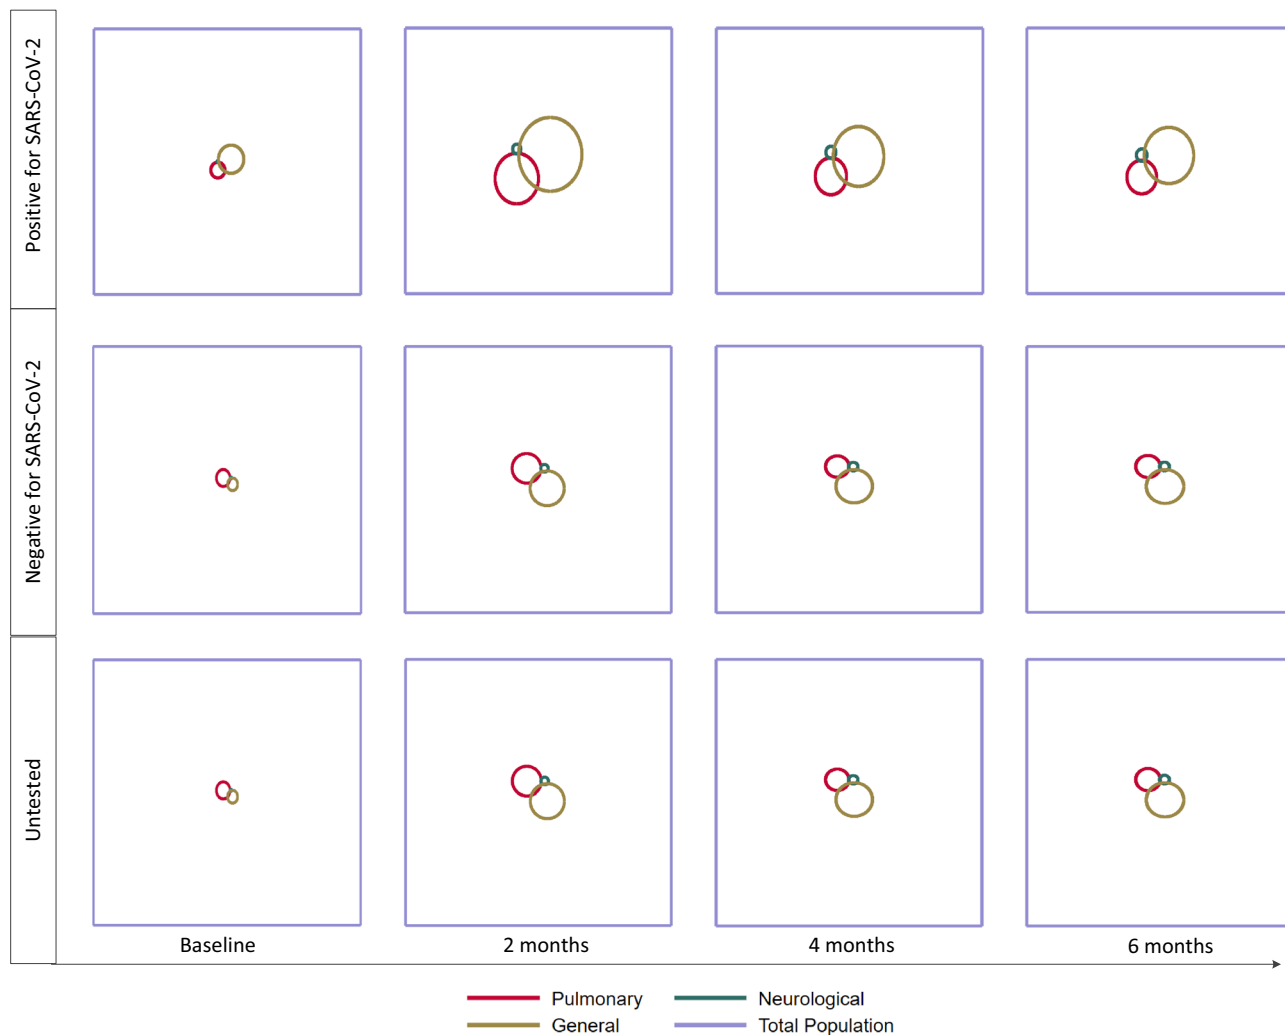 Positive for SARS-CoV-2
Negative for SARS-CoV-2
Untested
Baseline
2 months
4 months
6 months
Pulmonary
Neurological
General
Total Population